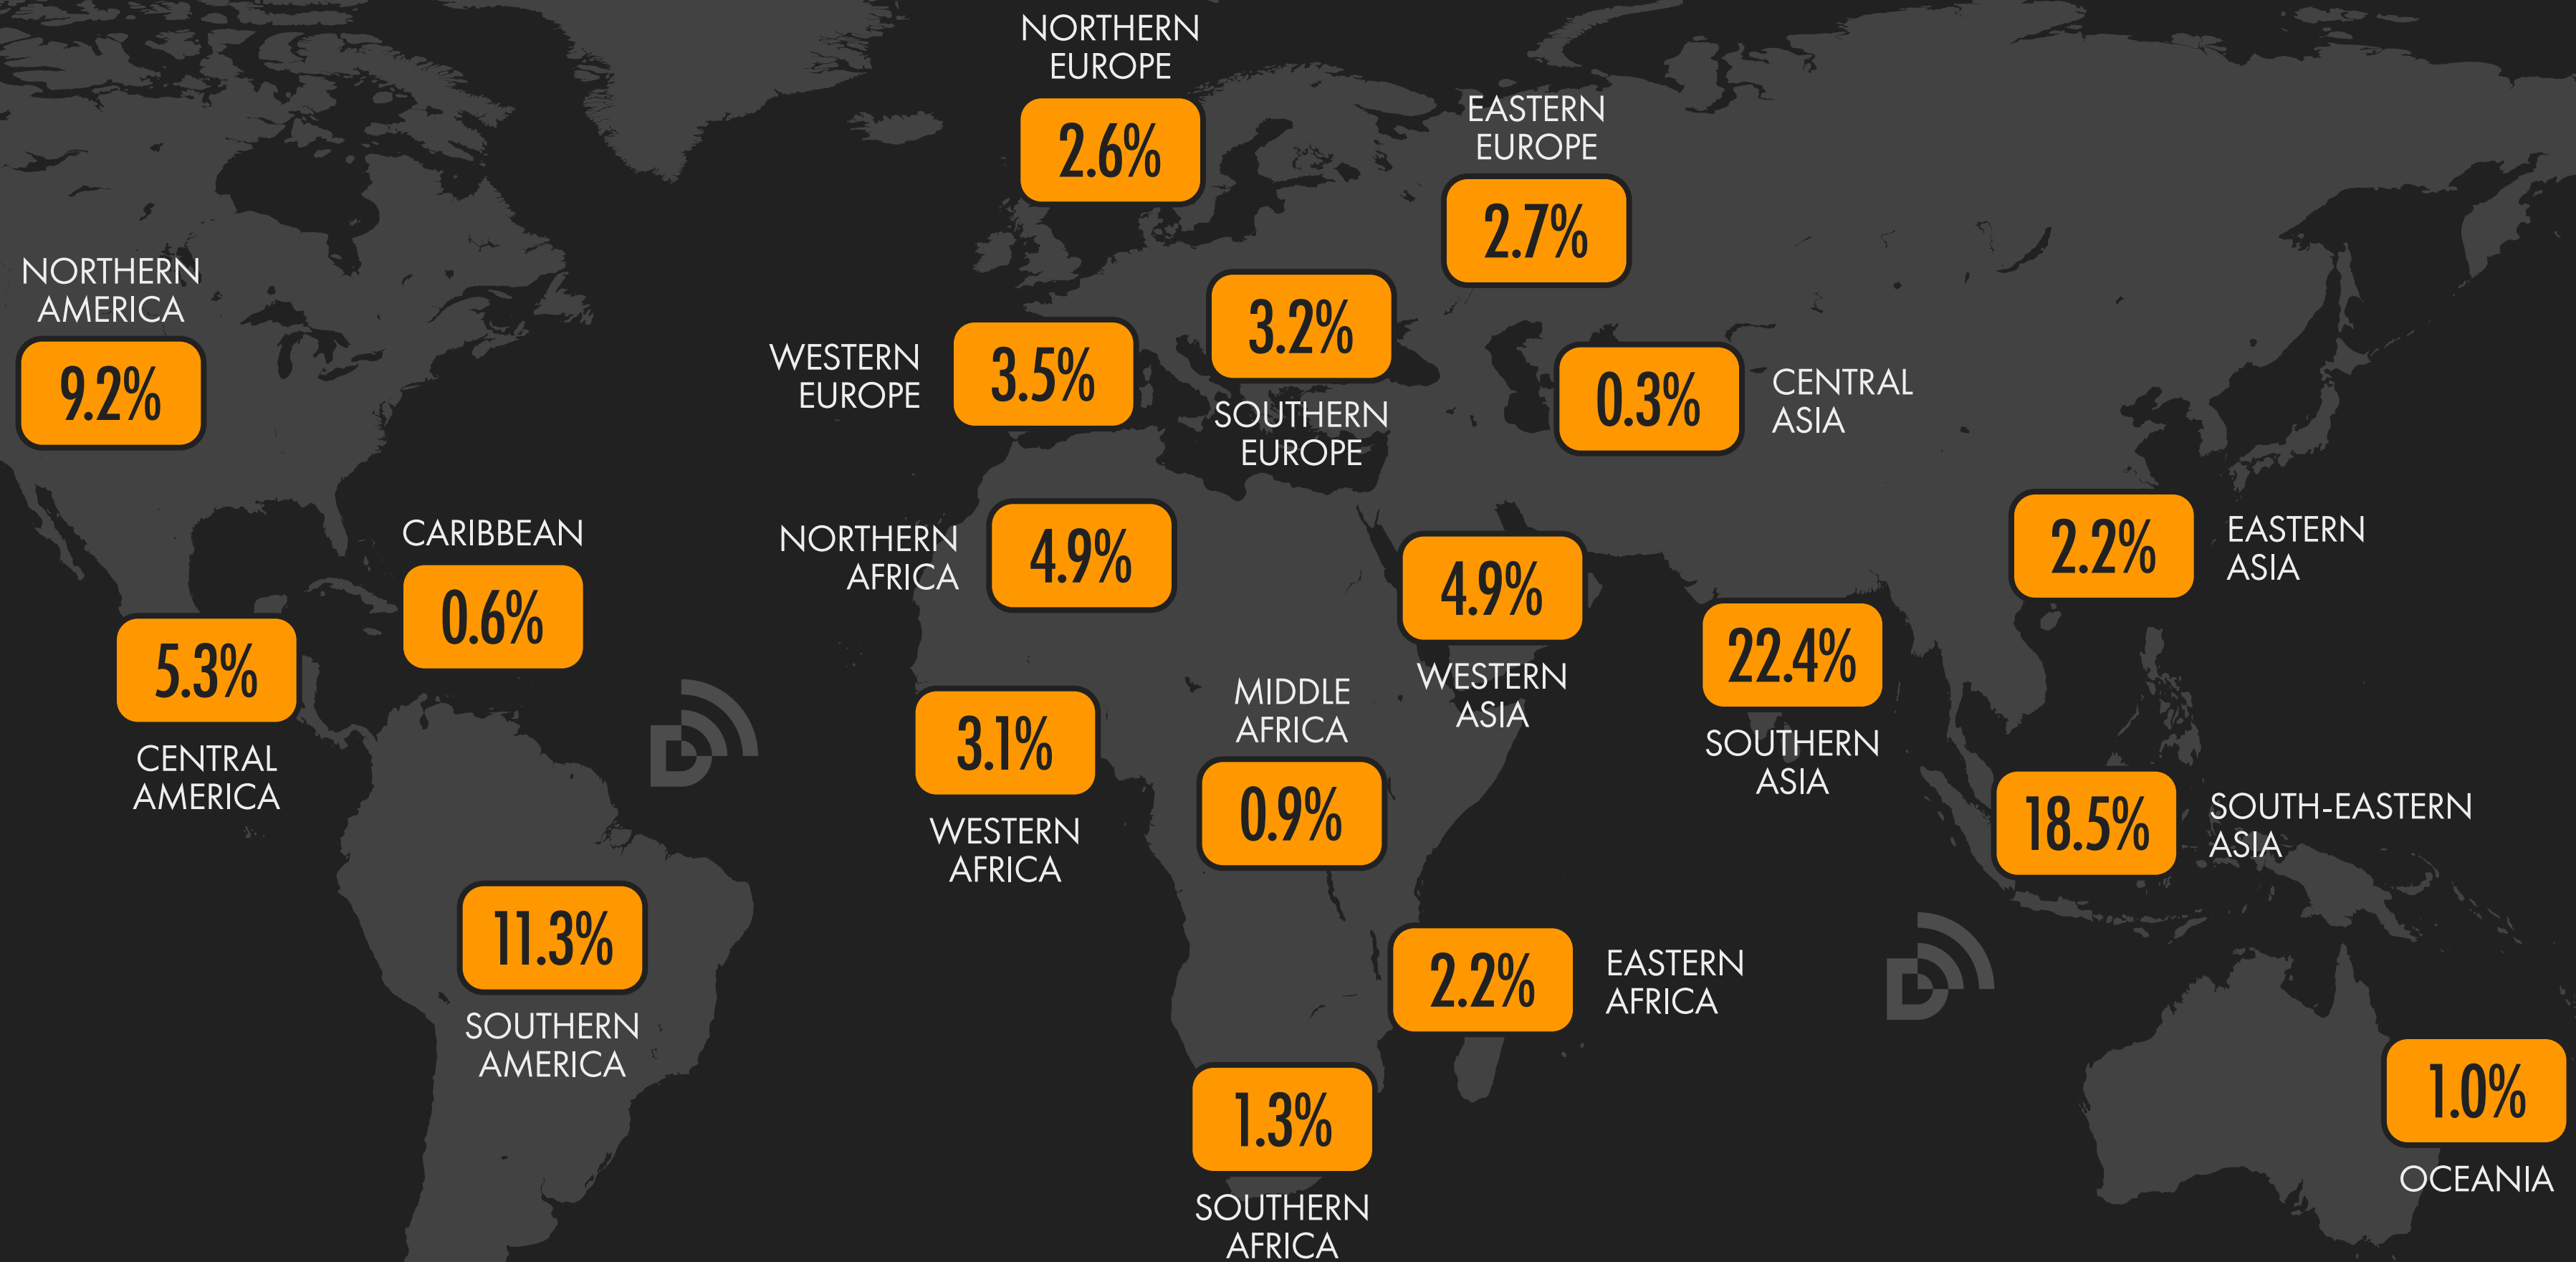 NORTHERN
EUROPE
2.6%
EASTERN
EUROPE
2.7%
NORTHERN
AMERICA
9.2%
WESTERN
EUROPE
3.5%
3.2%
SOUTHERN
EUROPE
0.3%
CENTRAL
ASIA
CARIBBEAN
0.6%
NORTHERN
AFRICA
4.9%
4.9%
WESTERN
ASIA
2.2%
EASTERN
ASIA
5.3%
CENTRAL
AMERICA
22.4%
SOUTHERN
ASIA
3.1%
WESTERN
AFRICA
MIDDLE
AFRICA
0.9%
18.5%
SOUTH-EASTERN
ASIA
11.3%
SOUTHERN
AMERICA
2.2%
EASTERN
AFRICA
1.3%
SOUTHERN
AFRICA
1.0%
OCEANIA